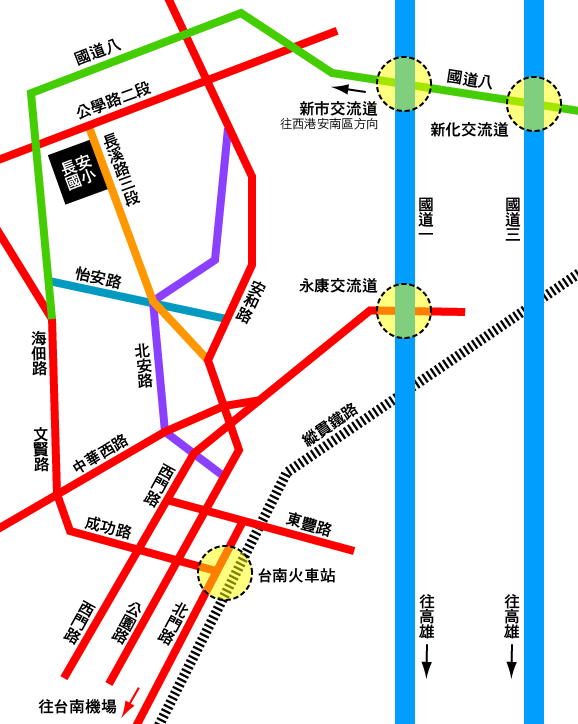 國道八
公學路二段
長安
國小
長溪路三段
新市交流道
往西港安南區方向
國道八
新化交流道
國道一
國道三
怡安路
安和路
永康交流道
海佃路
北安路
文賢路
中華西路
西門路
縱貫鐵路
成功路
東豐路
台南火車站
西門路
公園路
北門路
往高雄
往高雄
往台南機場